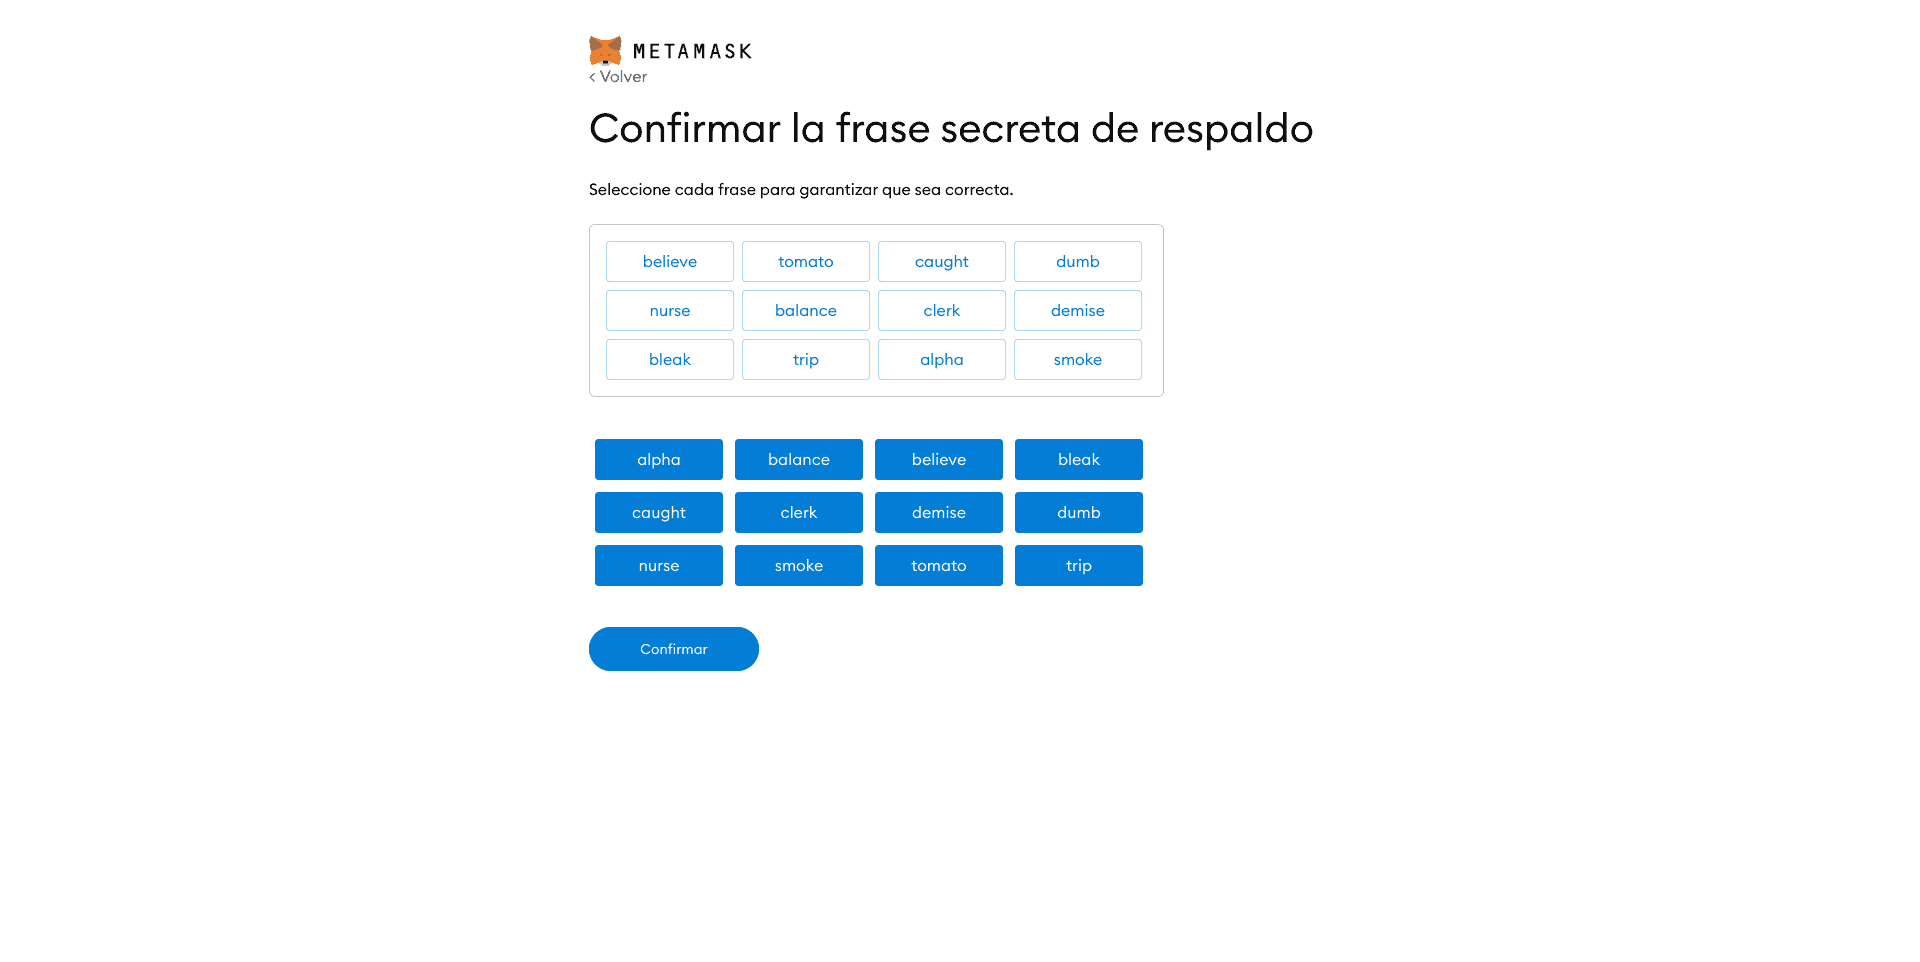 METAMASK
< Volver
Confirmar la frase secreta de respaldo
Seleccione cada frase para garantizar que sea correcta.
believe tomato caught dumb
nurse balance clerk demise
bleak trip alpha smoke
alpha balance believe bleak
caught clerk demise dumb
nurse smoke tomato trip
Confirmar